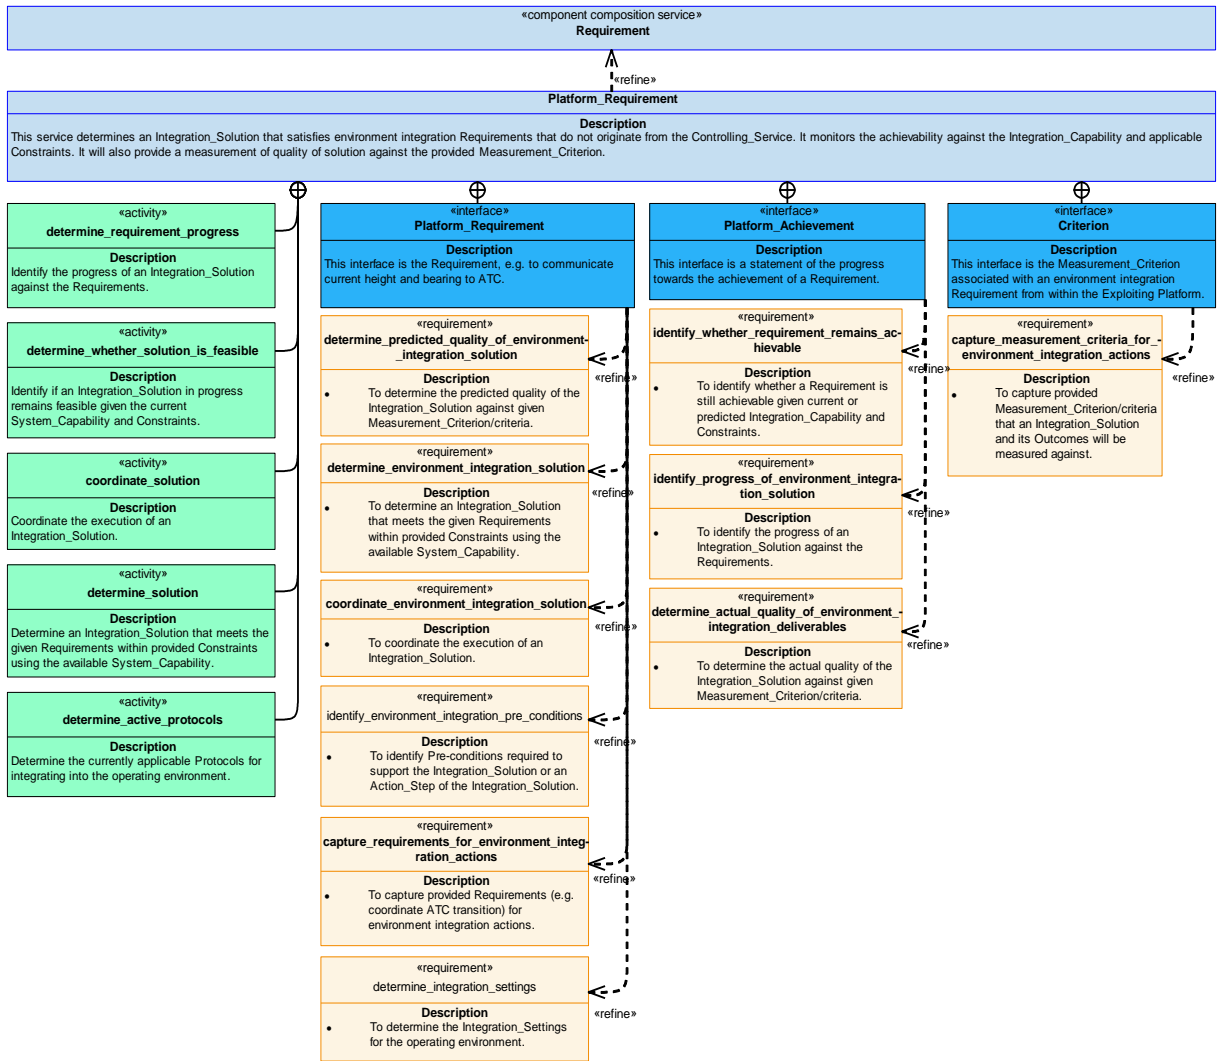 «component composition service»
Requirement
«refine»
Platform_Requirement
Description
This service determines an Integration_Solution that satisfies environment integration Requirements that do not originate from the Controlling_Service. It monitors the achievability against the Integration_Capability and applicable
Constraints. It will also provide a measurement of quality of solution against the provided Measurement_Criterion.
«activity»
determine_requirement_progress
Description
Identify the progress of an Integration_Solution
against the Requirements.
«activity»
determine_whether_solution_is_feasible
Description
Identify if an Integration_Solution in progress
remains feasible given the current
System_Capability and Constraints.
«activity»
coordinate_solution
Description
Coordinate the execution of an
Integration_Solution.
«activity»
determine_solution
Description
Determine an Integration_Solution that meets the
given Requirements within provided Constraints
using the available System_Capability.
«activity»
determine_active_protocols
Description
Determine the currently applicable Protocols for
integrating into the operating environment.
«interface»
Platform_Requirement
Description
This interface is the Requirement, e.g. to communicate
current height and bearing to ATC.
«requirement»
determine_predicted_quality_of_environment-
_integration_solution
Description
• To determine the predicted quality of the
Integration_Solution against given
Measurement_Criterion/criteria.
«refine»
«requirement»
determine_environment_integration_solution
Description
• To determine an Integration_Solution
that meets the given Requirements
within provided Constraints using the
available System_Capability.
«refine»
«requirement»
coordinate_environment_integration_solution
Description
• To coordinate the execution of an
Integration_Solution.
«refine»
«requirement»
identify_environment_integration_pre_conditions
Description
• To identify Pre-conditions required to
support the Integration_Solution or an
Action_Step of the Integration_Solution.
«refine»
«requirement»
capture_requirements_for_environment_integ-
ration_actions
Description
• To capture provided Requirements (e.g.
coordinate ATC transition) for
environment integration actions.
«refine»
«requirement»
determine_integration_settings
Description
• To determine the Integration_Settings
for the operating environment.
«refine»
«interface»
Platform_Achievement
Description
This interface is a statement of the progress
towards the achievement of a Requirement.
«requirement»
identify_whether_requirement_remains_ac-
hievable
Description
• To identify whether a Requirement is
still achievable given current or
predicted Integration_Capability and
Constraints.
«refine»
«requirement»
identify_progress_of_environment_integra-
tion_solution
Description
• To identify the progress of an
Integration_Solution against the
Requirements.
«refine»
«requirement»
determine_actual_quality_of_environment_-
integration_deliverables
Description
• To determine the actual quality of the
Integration_Solution against given
Measurement_Criterion/criteria.
«refine»
«interface»
Criterion
Description
This interface is the Measurement_Criterion
associated with an environment integration
Requirement from within the Exploiting Platform.
«requirement»
capture_measurement_criteria_for_-
environment_integration_actions
Description
• To capture provided
Measurement_Criterion/criteria
that an Integration_Solution
and its Outcomes will be
measured against.
«refine»